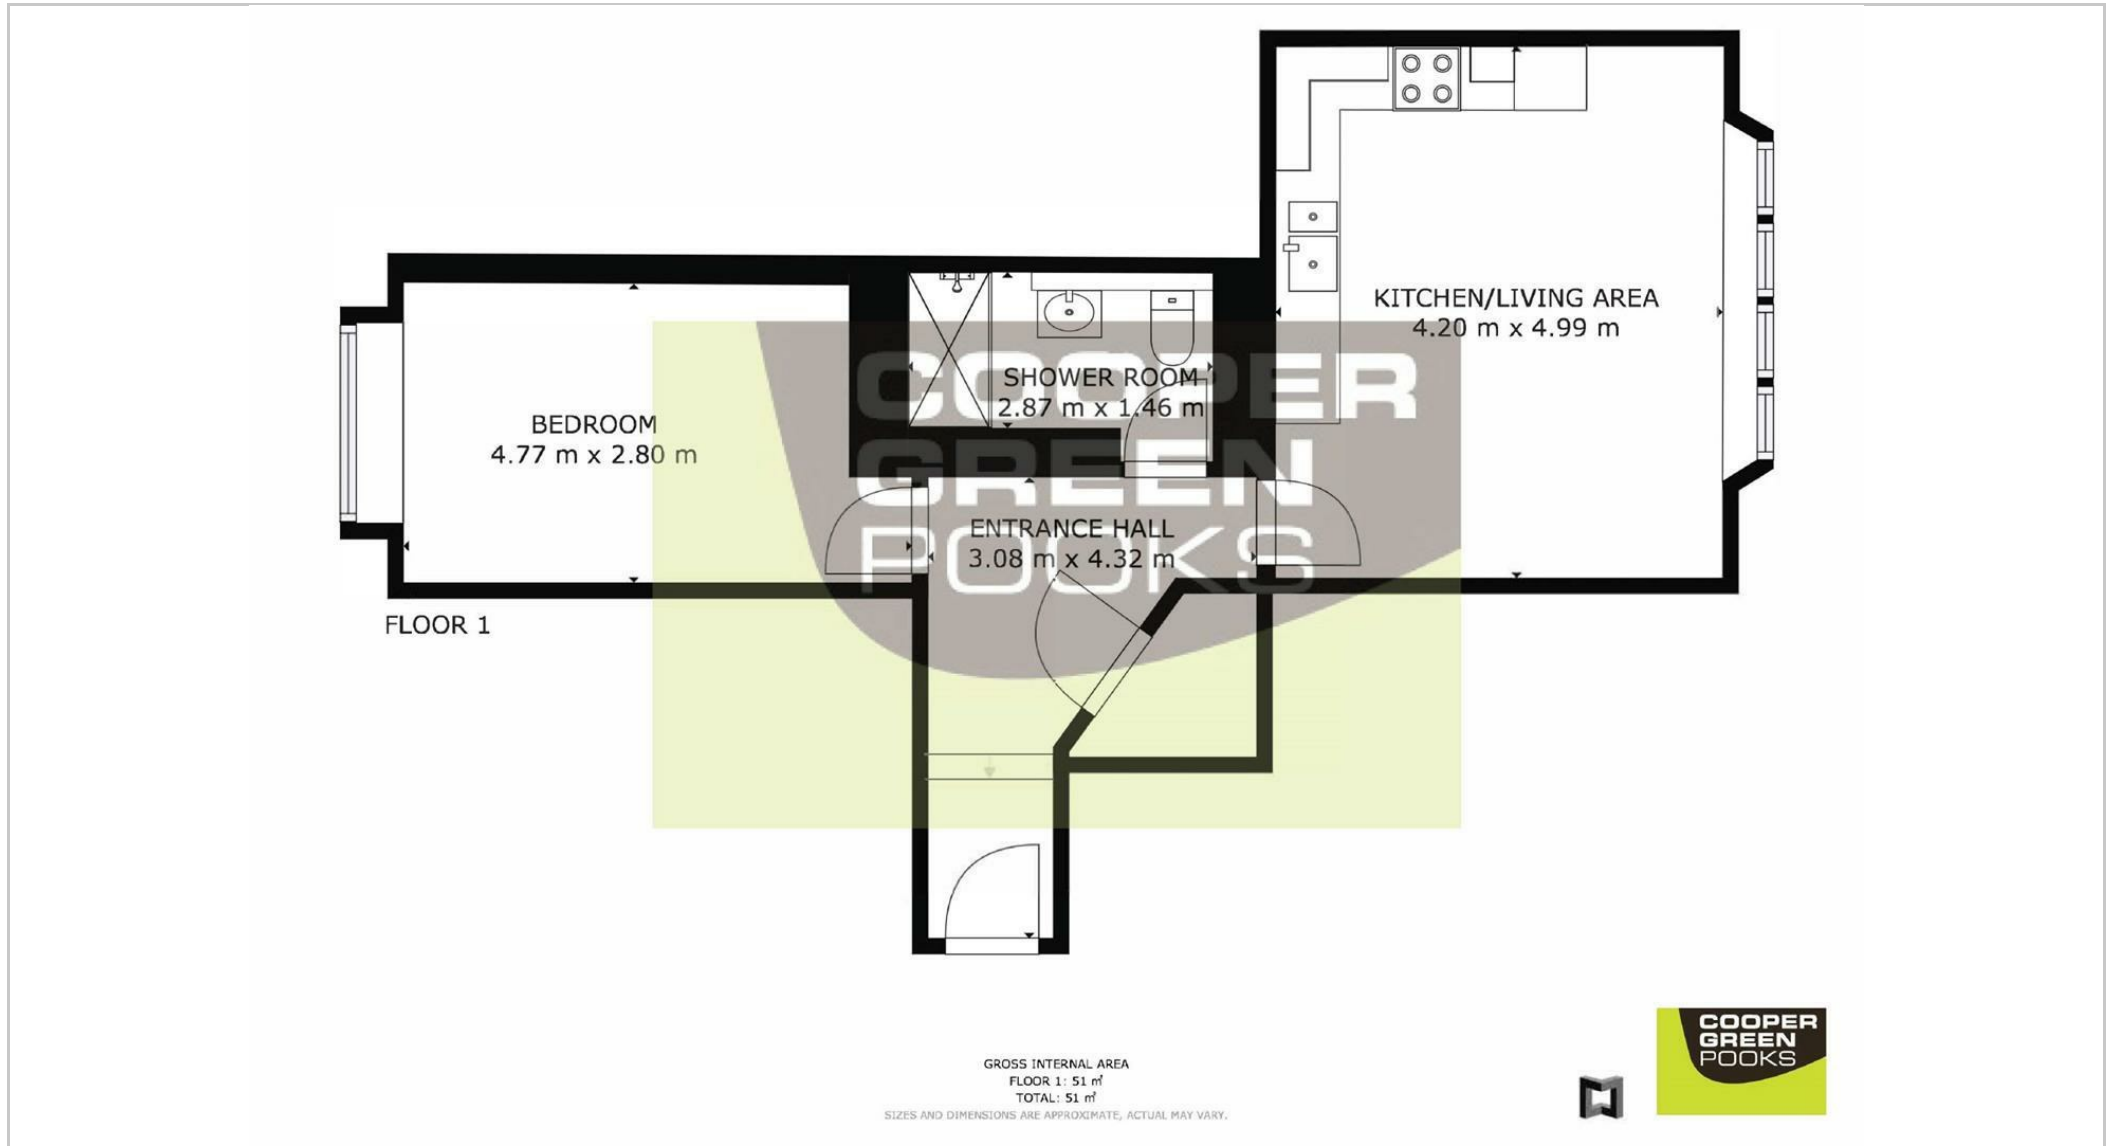 KITCHEN/LIVING AREA
4.20 m x 4.99 m
SHOWER ROOM
2.87 m x 1.46 m
BEDROOM
4.77 m x 2.80 m
ENTRANCE HALL
3.08 m x 4.32 m
COOPER
GREEN
POOKS
FLOOR 1
GROSS INTERNAL AREA
FLOOR 1: 51 m²
TOTAL: 51 m²
SIZES AND DIMENSIONS ARE APPROXIMATE, ACTUAL MAY VARY.
COOPER
GREEN
POOKS